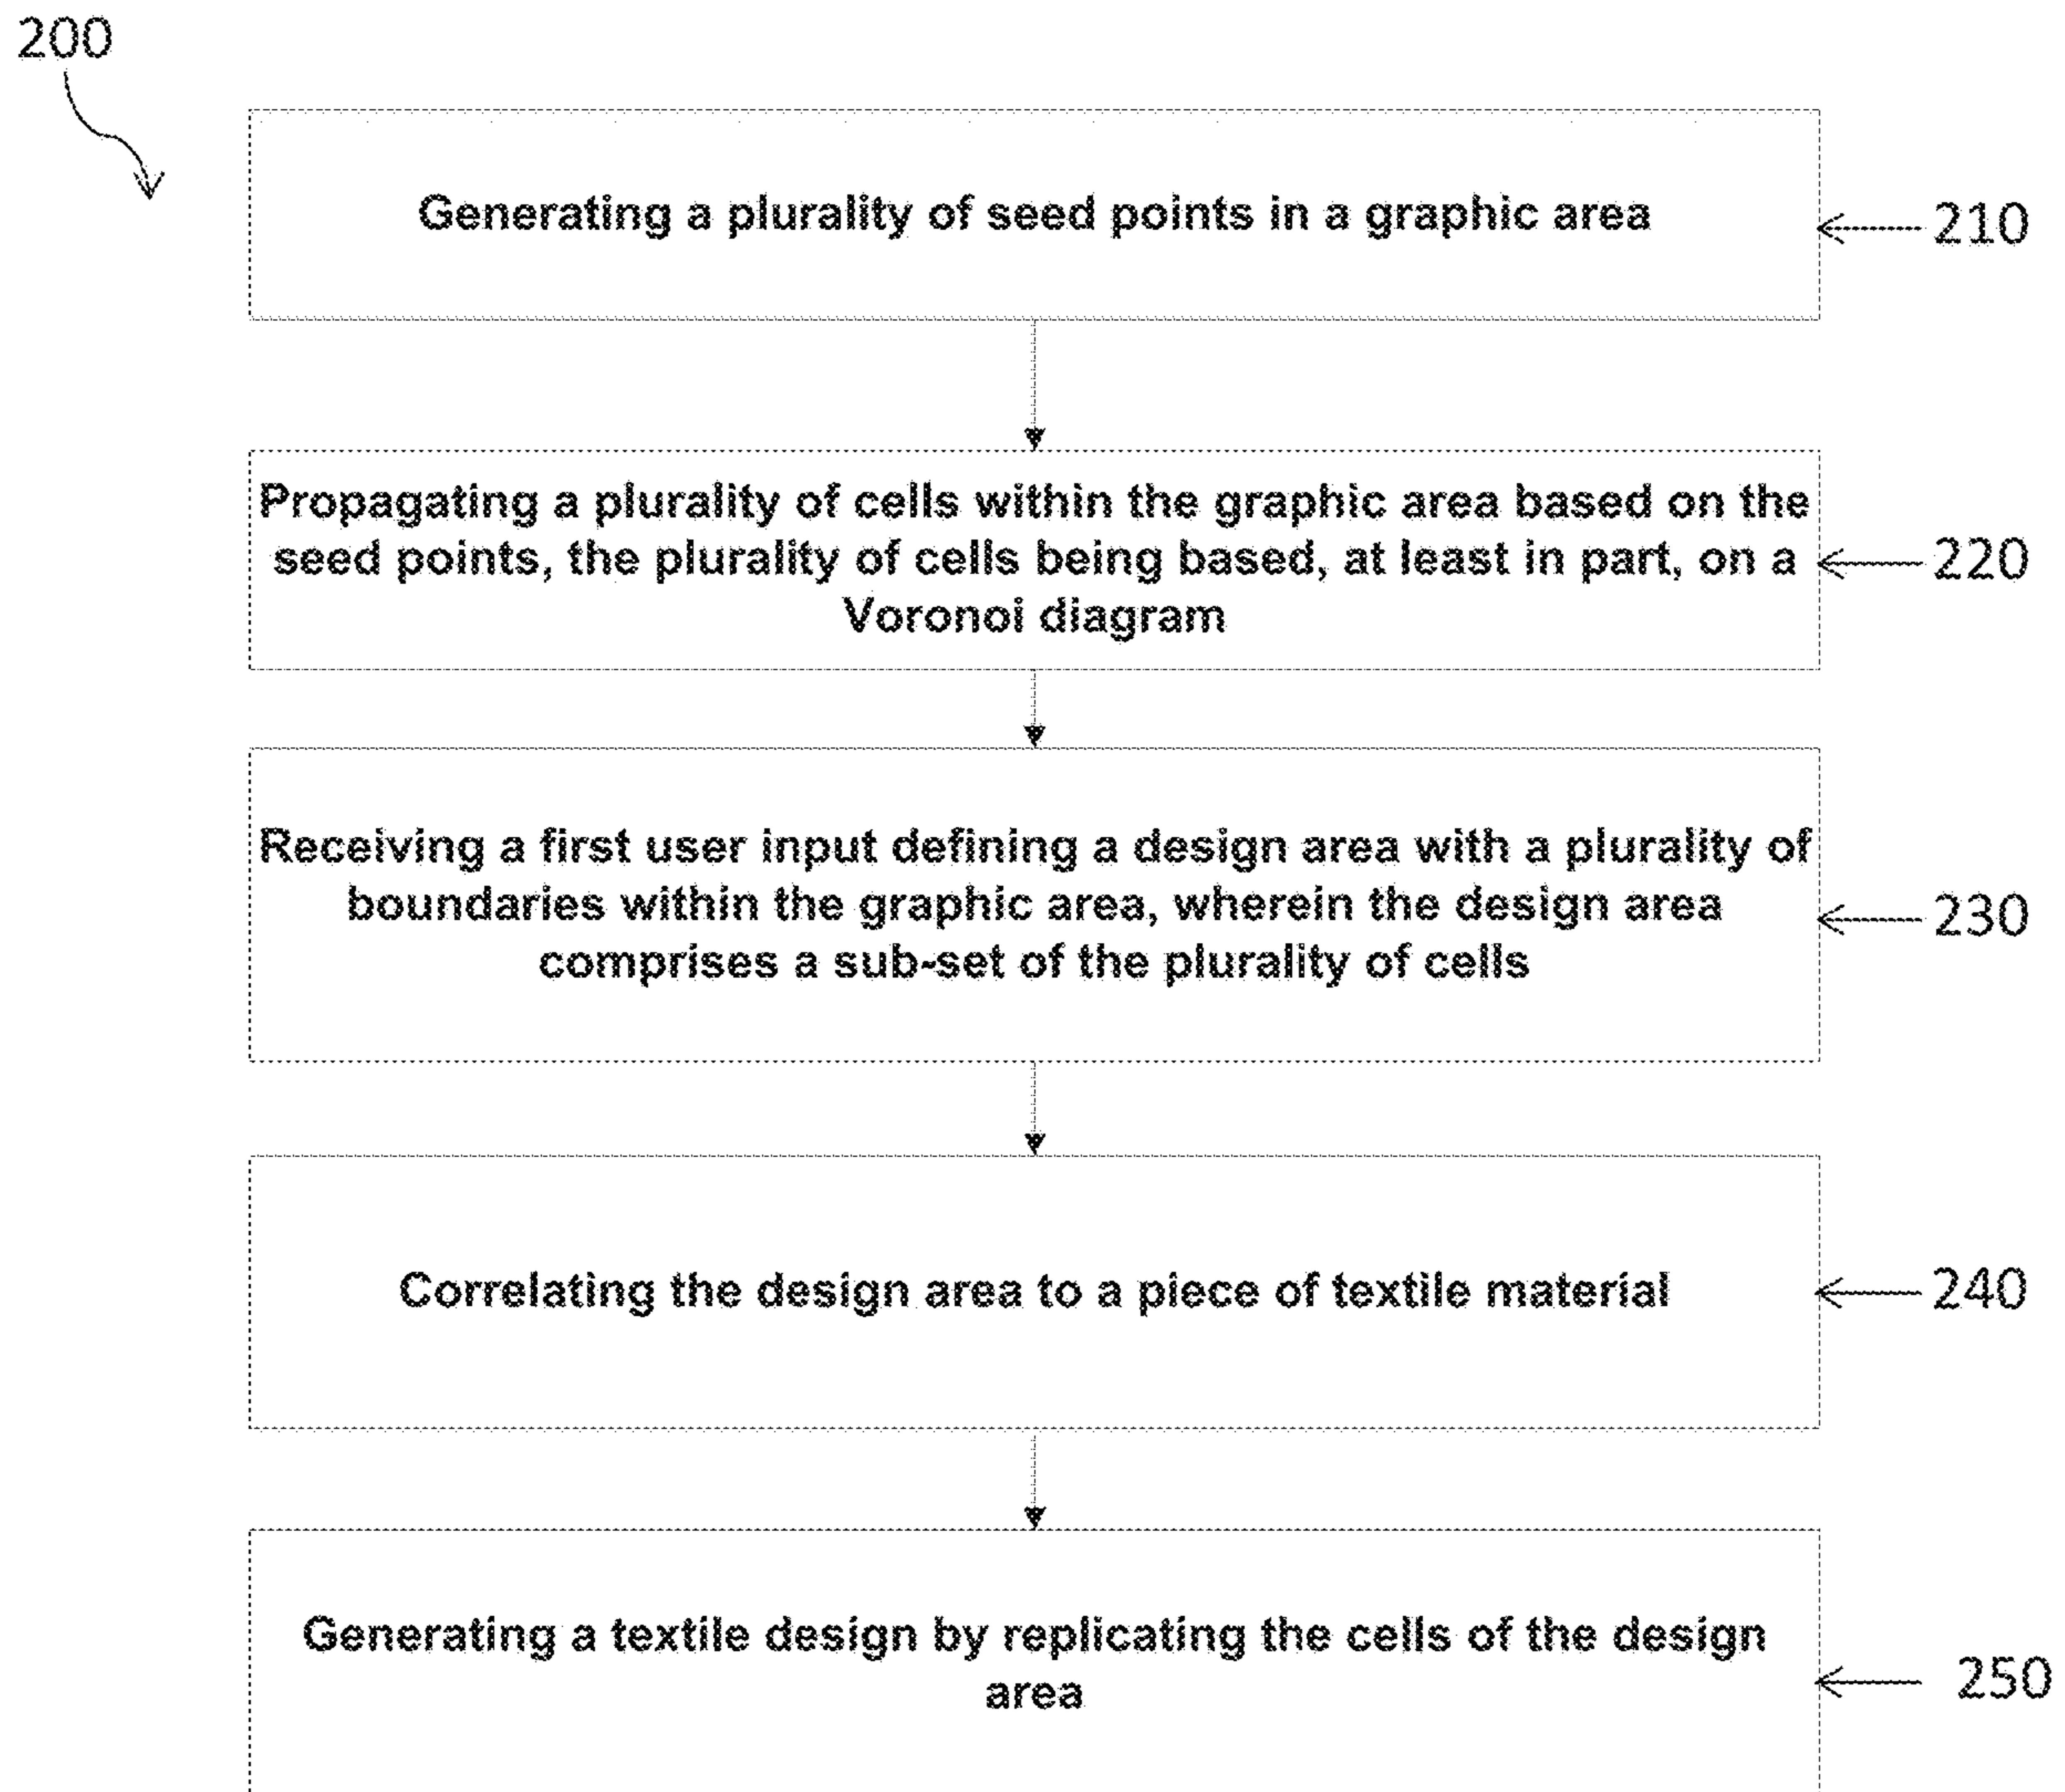 200
Generating a plurality of seed points in a graphic area
210
Propagating a plurality of cells within the graphic area based on the
seed points, the plurality of cells being based, at least in part, on a
Voronoi diagram
220
Receiving a first user input defining a design area with a plurality of
boundaries within the graphic area, wherein the design area
comprises a sub-set of the plurality of cells
230
Correlating the design area to a piece of textile material
240
Generating a textile design by replicating the cells of the design
area
250